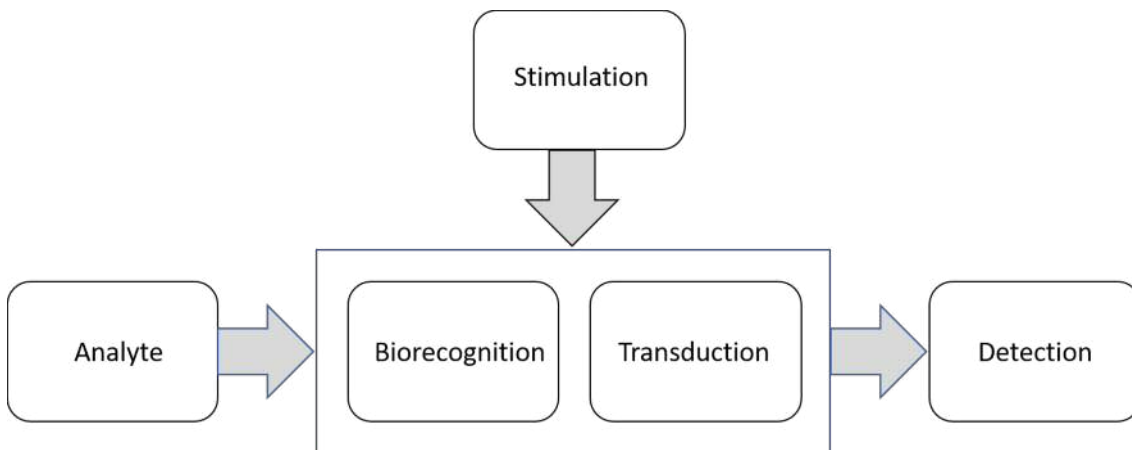 Stimulation
Analyte
Biorecognition
Transduction
Detection